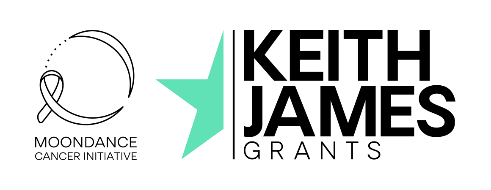 MOONDANCE
CANCER INITIATIVE
KEITH
JAMES
GRANTS